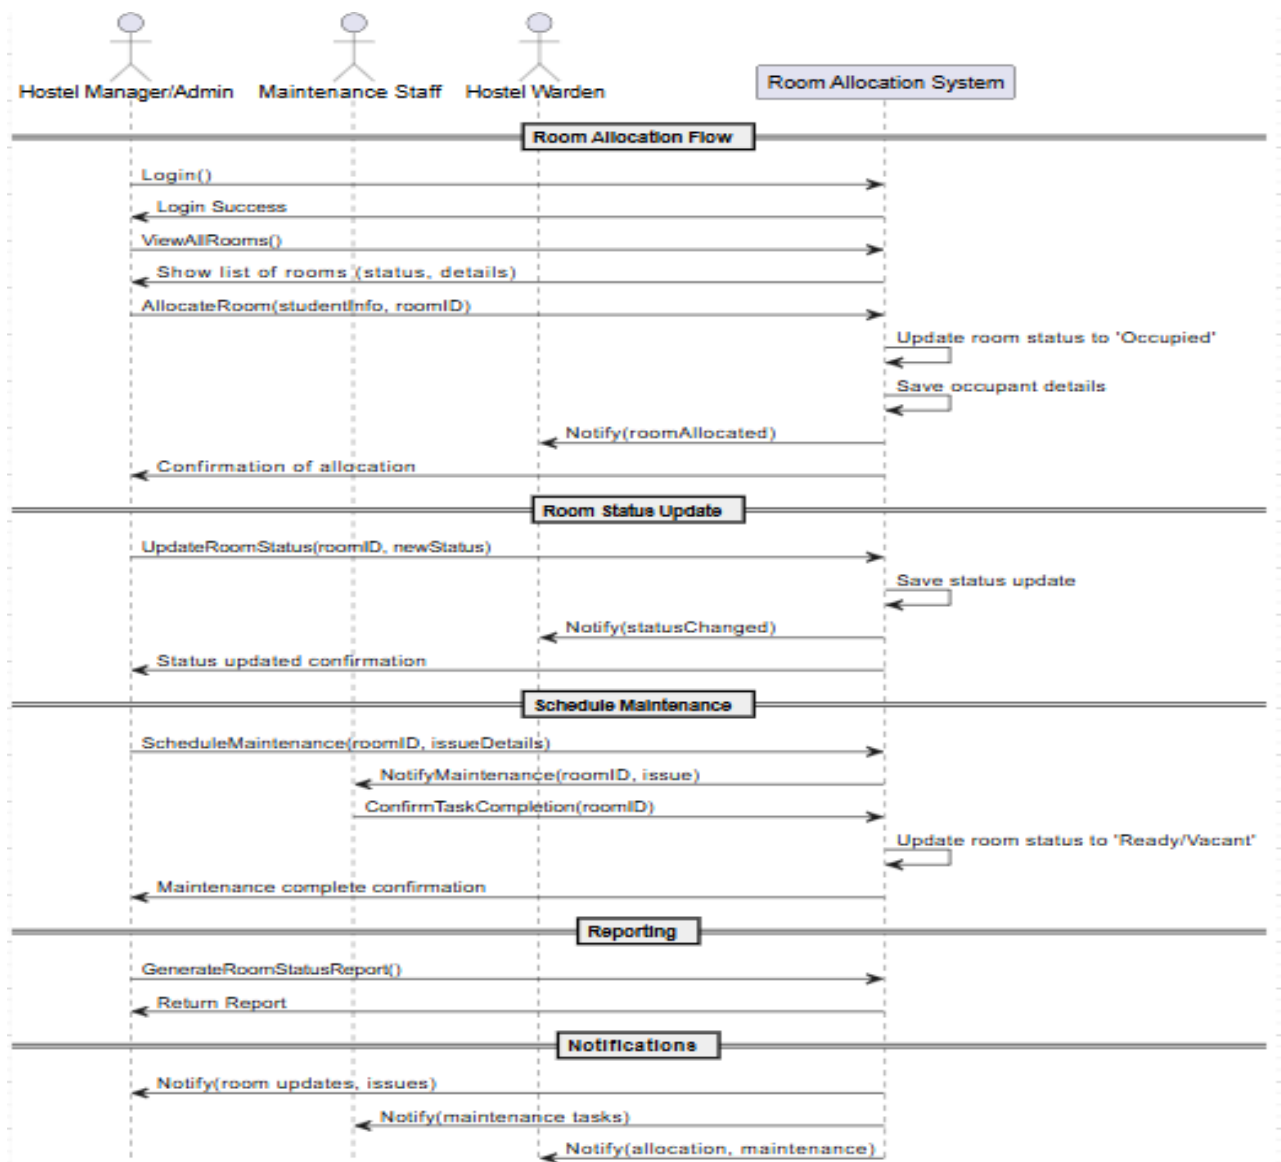 Hostel Manager/Admin
Maintenance Staff
Hostel Warden
Room Allocation System
Room Allocation Flow
Login()
Login Success
ViewAllRooms()
Show list of rooms (status, details)
AllocateRoom(studentInfo, roomID)
Update room status to 'Occupied'
Save occupant details
Notify(roomAllocated)
Confirmation of allocation
Room Status Update
UpdateRoomStatus(roomID, newStatus)
Save status update
Notify(statusChanged)
Status updated confirmation
Schedule Maintenance
ScheduleMaintenance(roomID, issueDetails)
NotifyMaintenance(roomID, issue)
ConfirmTaskCompletion(roomID)
Update room status to 'Ready/Vacant'
Maintenance complete confirmation
Reporting
GenerateRoomStatusReport()
Return Report
Notifications
Notify(room updates, issues)
Notify(maintenance tasks)
Notify(allocation, maintenance)